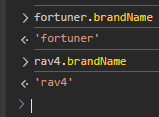 > fortuner.brandName
<· 'fortuner'
> rav4.brandName
<· 'rav4'
>